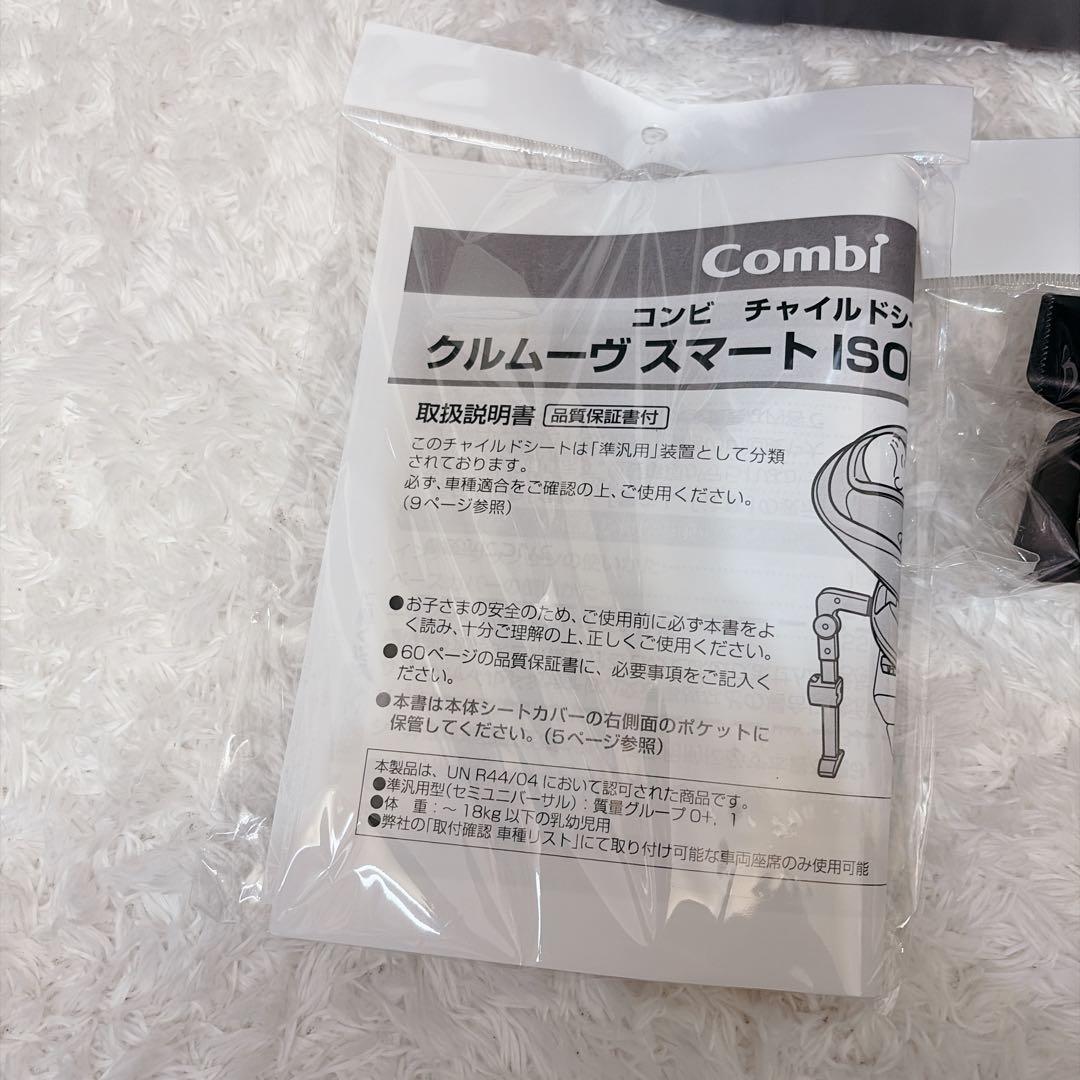 Combi
コンビ チャイルドシー
クルムーヴ スマート ISO
取扱説明書 品質保証書付
このチャイルドシートは「準汎用」装置として分類
されております。
必ず、車種適合をご確認の上、ご使用ください。
(9ページ参照)
●お子さまの安全のため、ご使用前に必ず本書をよ
く読み、十分ご理解の上、正しくご使用ください。
●60ページの品質保証書に、必要事項をご記入く
ださい。
●本書は本体シートカバーの右側面のポケットに
保管してください。(5ページ参照)
本製品は、UN R44/04 において認可された商品です。
●準汎用型(セミユニバーサル):質量グループ 0+, 1
●体 重:~ 18kg 以下の乳幼児用
●弊社の「取付確認 車種リスト」にて取り付け可能な車両座席のみ使用可能